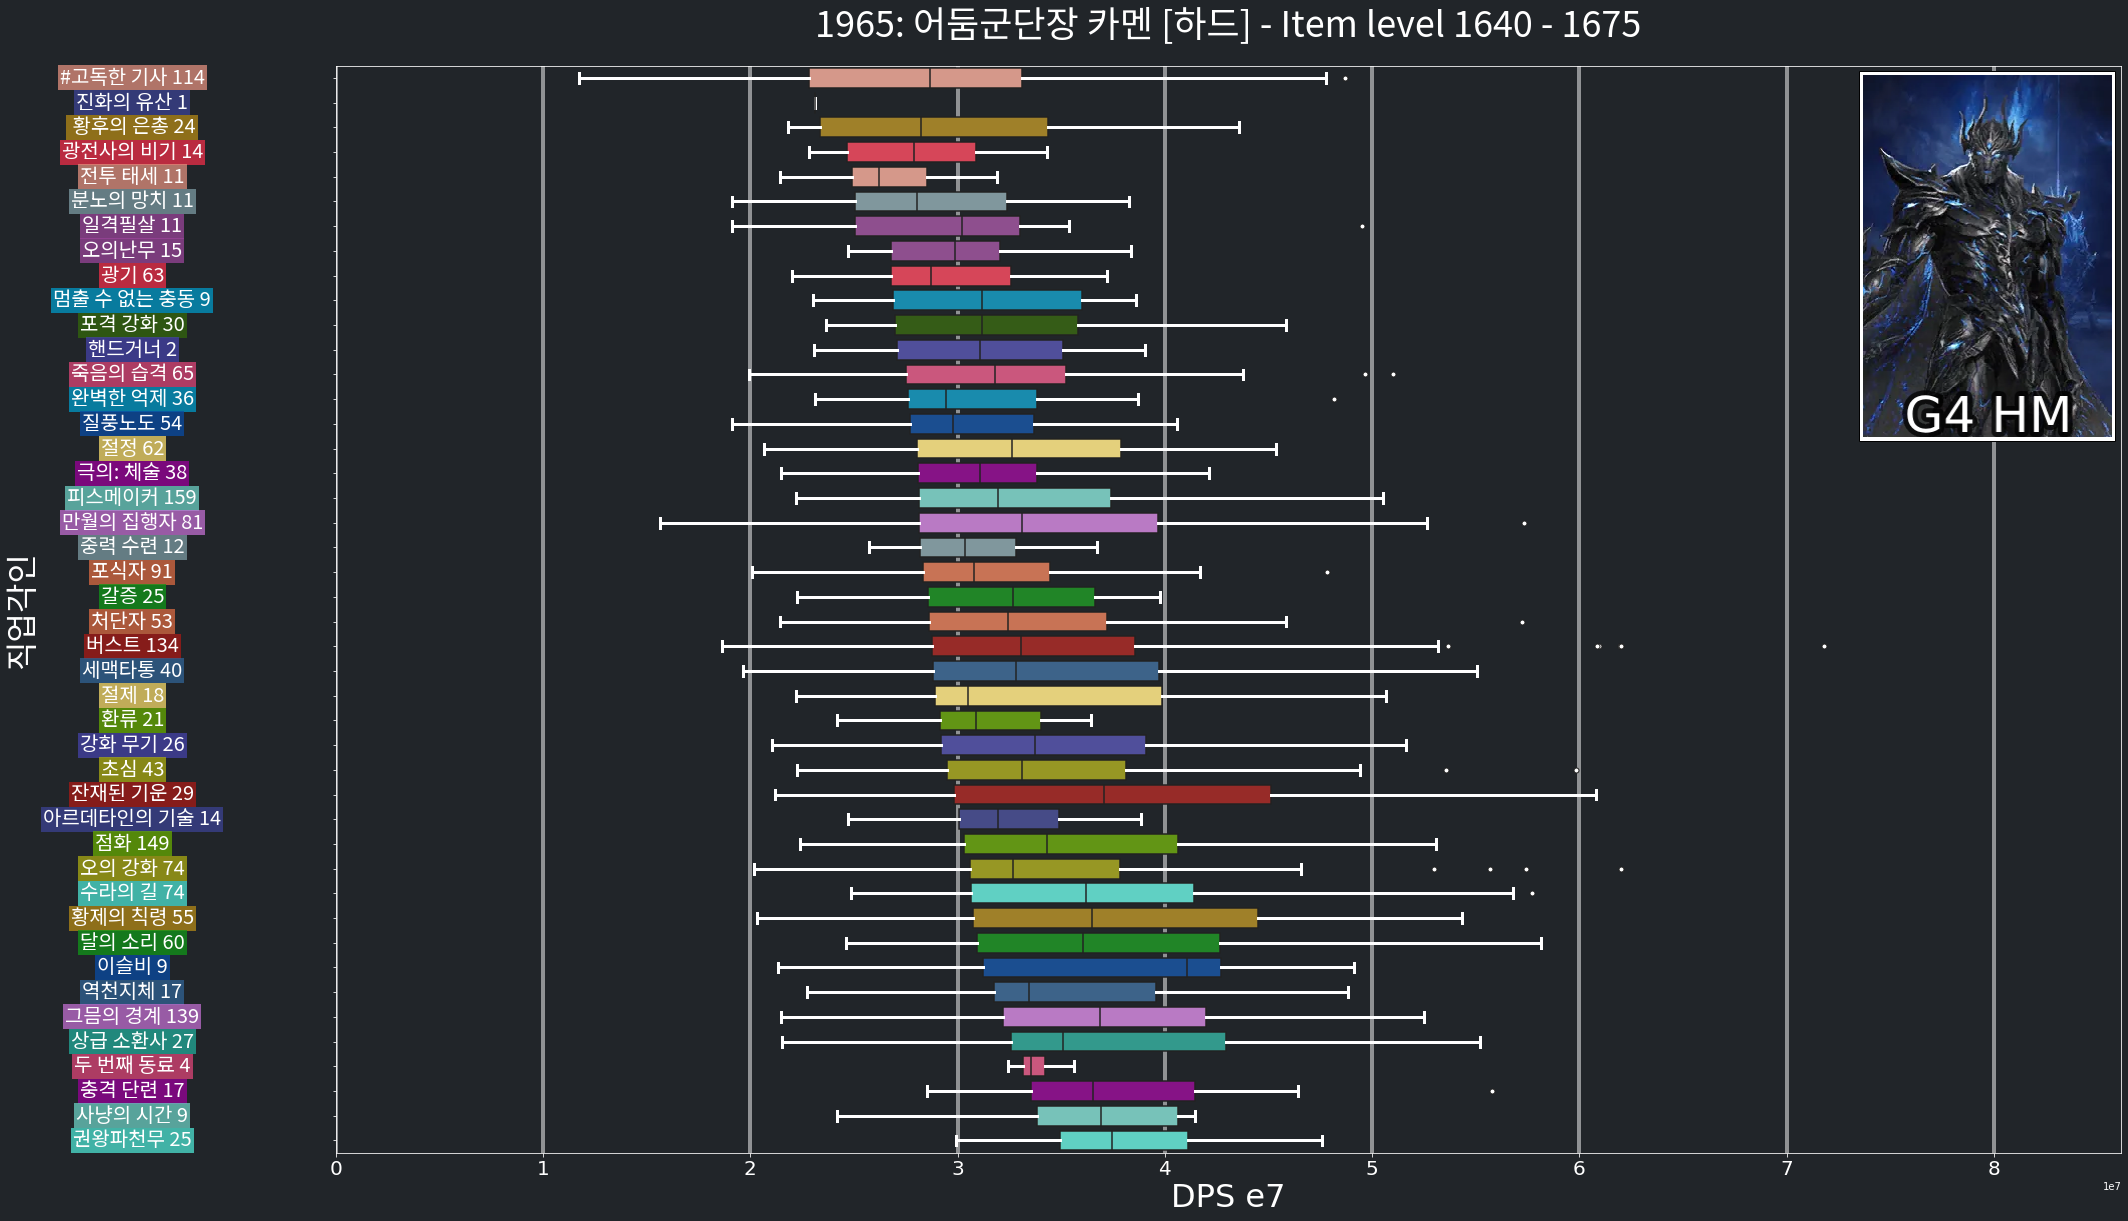 1965: 어둠군단장 카멘 [하드] - Item level 1640 - 1675
#고독한 기사 114
진화의 유산 1
황후의 은총 24
광전사의 비기 14
전투 태세 11
분노의 망치 11
일격필살 11
오의난무 15
광기 63
멈출 수 없는 충동 9
포격 강화 30
핸드거너 2
죽음의 습격 65
완벽한 억제 36
질풍노도 54
절정 62
극의: 체술 38
피스메이커 159
만월의 집행자 81
중력 수련 12
포식자 91
갈증 25
처단자 53
버스트 134
세맥타통 40
절제 18
환류 21
강화 무기 26
초심 43
잔재된 기운 29
아르데타인의 기술 14
점화 149
오의 강화 74
수라의 길 74
황제의 칙령 55
달의 소리 60
이슬비 9
역천지체 17
그믐의 경계 139
상급 소환사 27
두 번째 동료 4
충격 단련 17
사냥의 시간 9
권왕파천무 25
직업각인
G4 HM
0 1 2 3 4 5 6 7 8
DPS e7
1e7